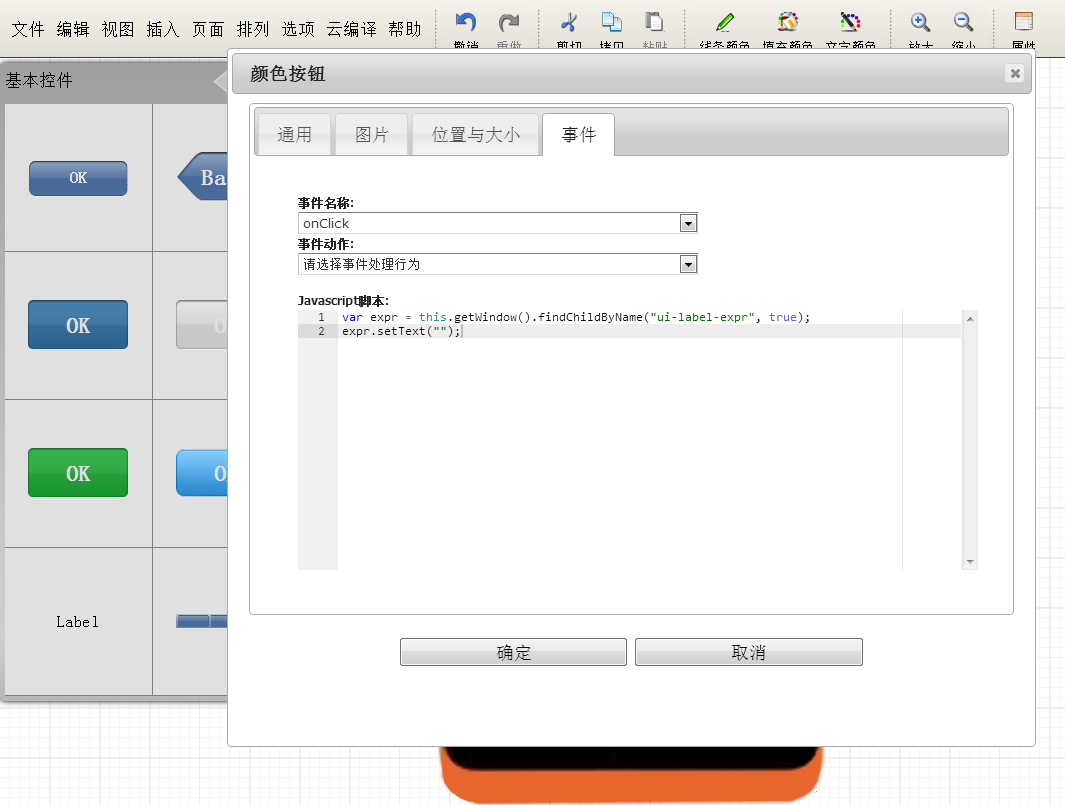 文件 编辑 视图 插入 页面 排列 选项 云编译 帮助
撤销 重做 剪切 拷贝 粘贴 线条颜色 填充颜色 文字颜色 放大 缩小 属性
基本控件
颜色按钮
通用 图片 位置与大小 事件
OK Ba
事件名称:
onClick
事件动作:
请选择事件处理行为
Javascript脚本:
1 var expr = this.getWindow().findChildByName("ui-label-expr", true);
2 expr.setText("");
OK O
OK O
Label
确定 取消